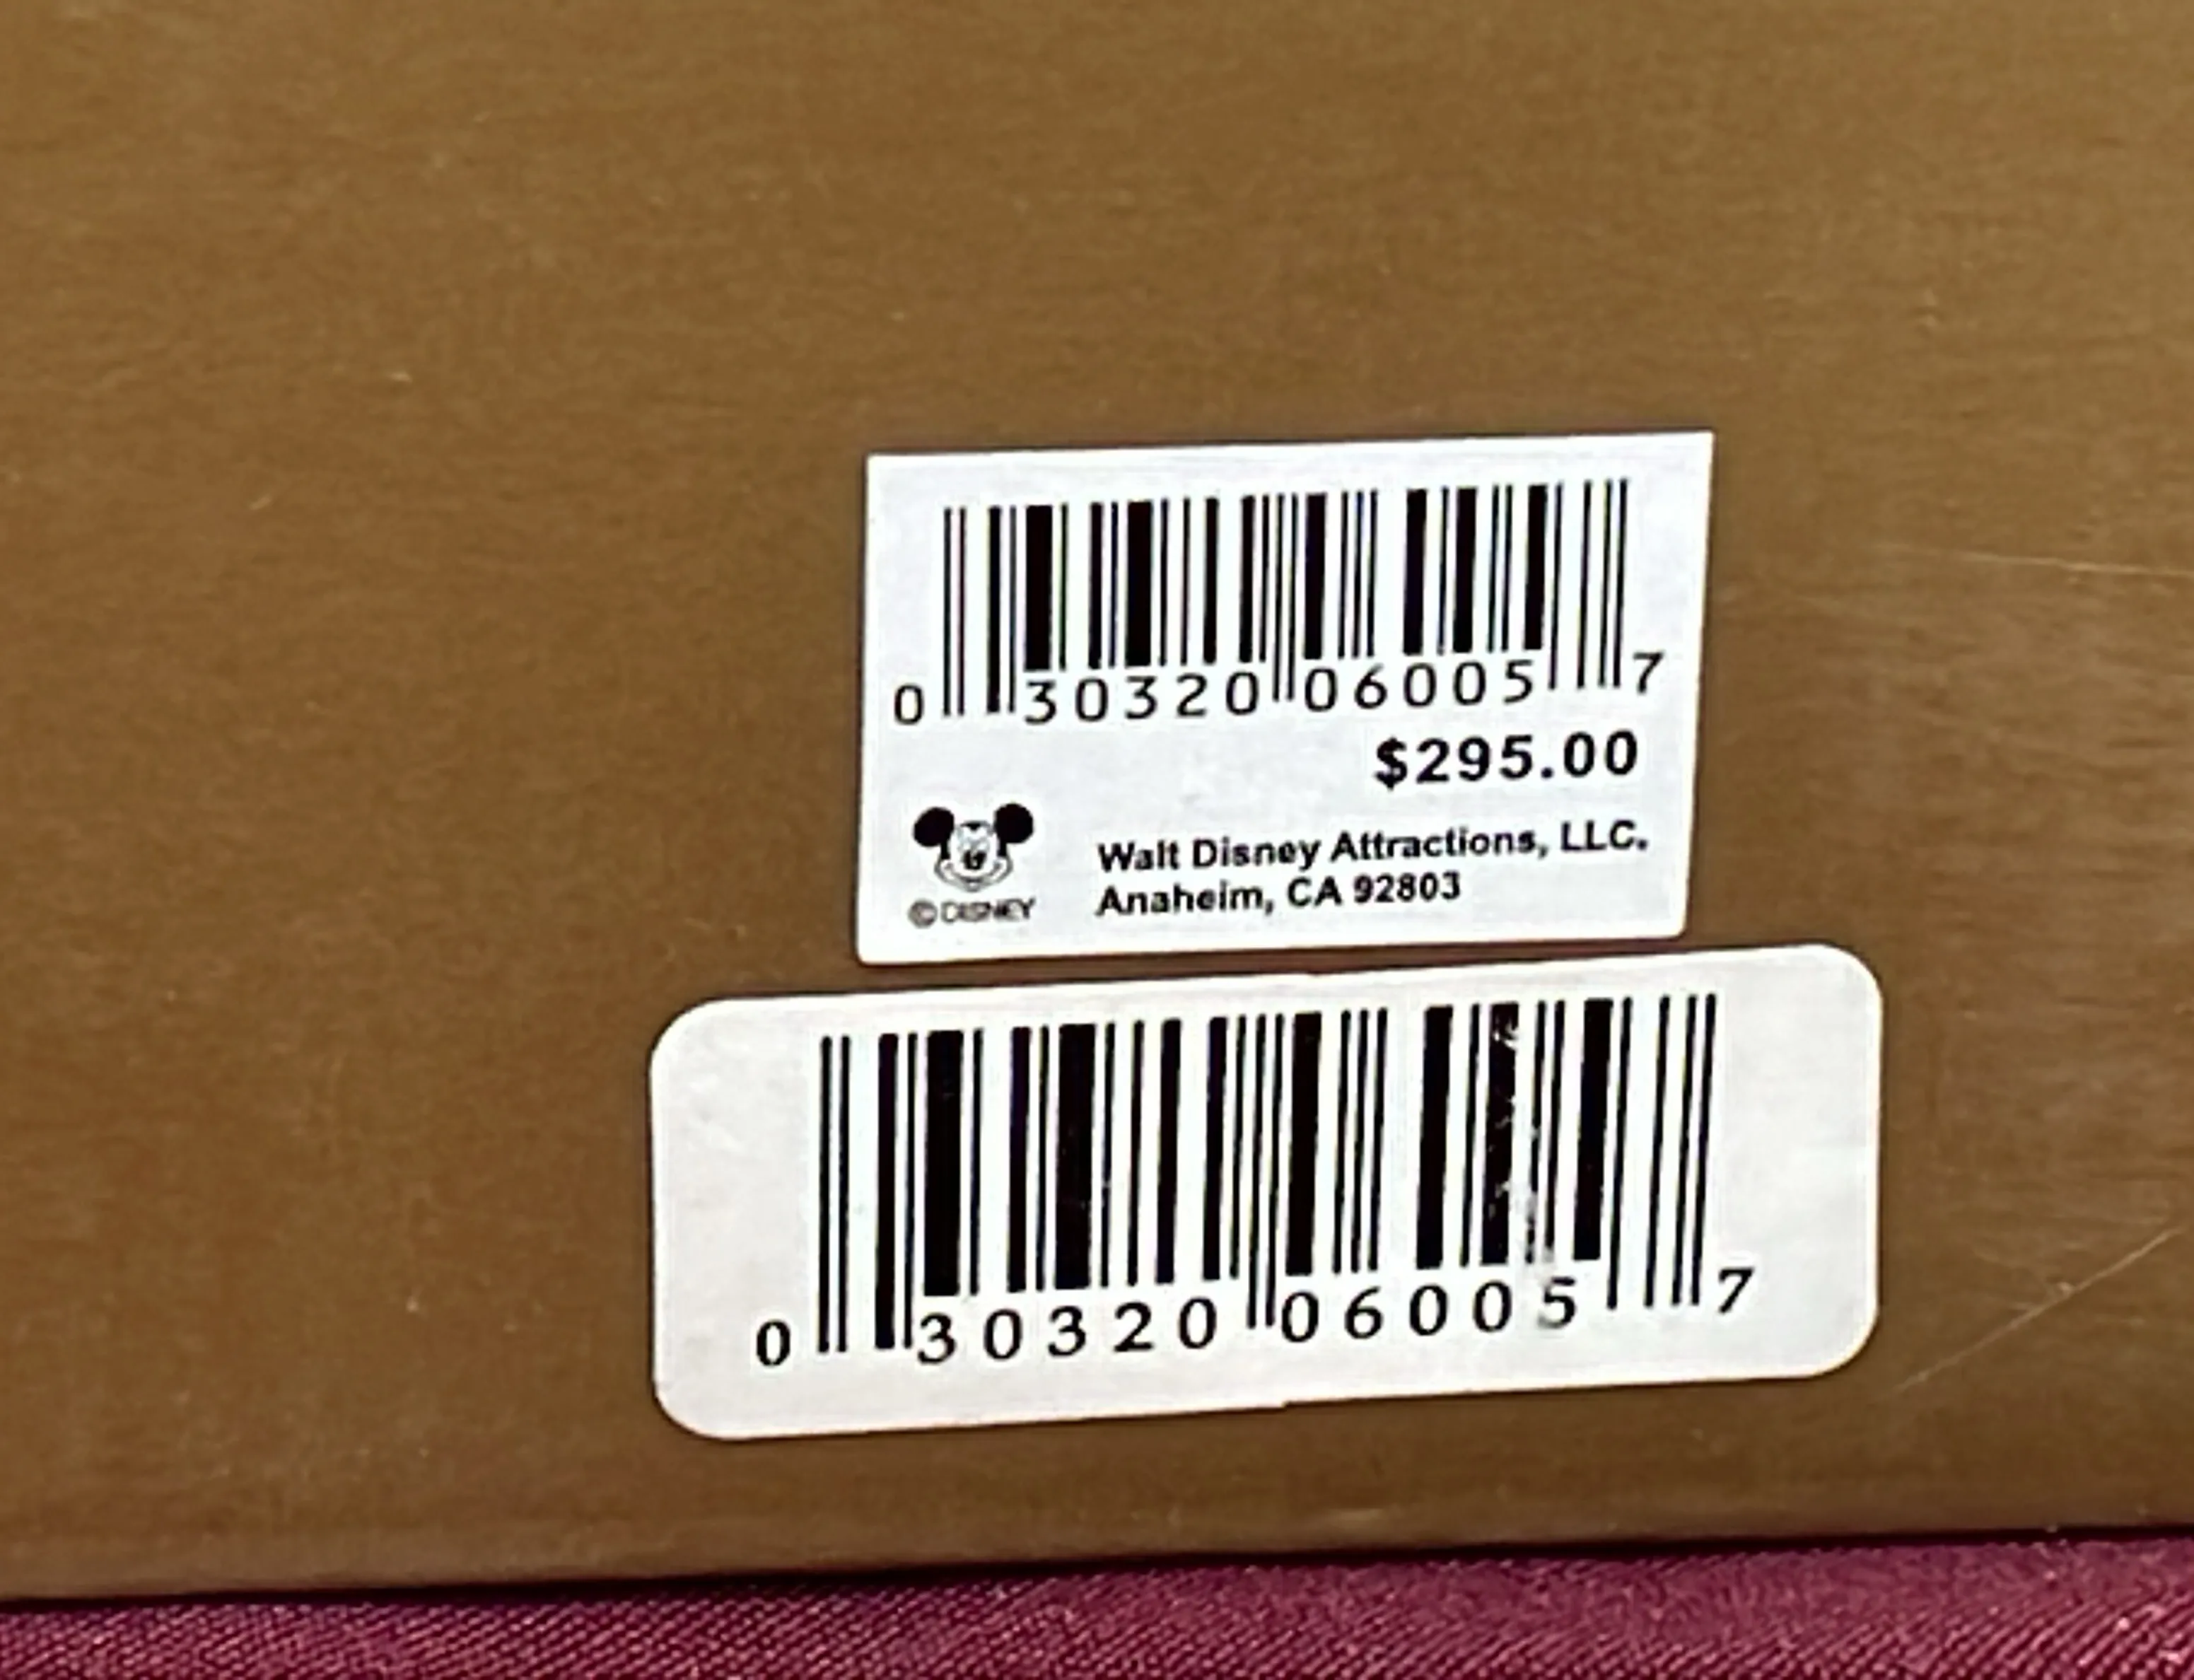 0 30320 06005 7
$295.00
Walt Disney Attractions, LLC.
Anaheim, CA 92803
© DISNEY
0 30320 06005 7